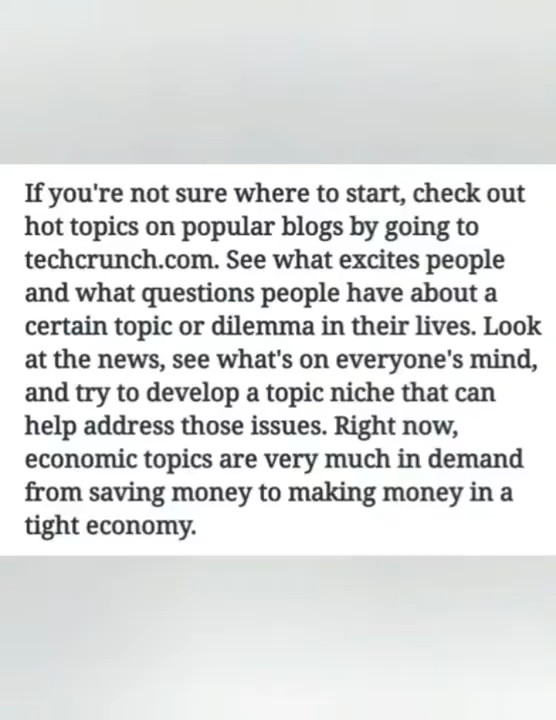 If you're not sure where to start, check out
hot topics on popular blogs by going to
techcrunch.com. See what excites people
and what questions people have about a
certain topic or dilemma in their lives. Look
at the news, see what's on everyone's mind,
and try to develop a topic niche that can
help address those issues. Right now,
economic topics are very much in demand
from saving money to making money in a
tight economy.